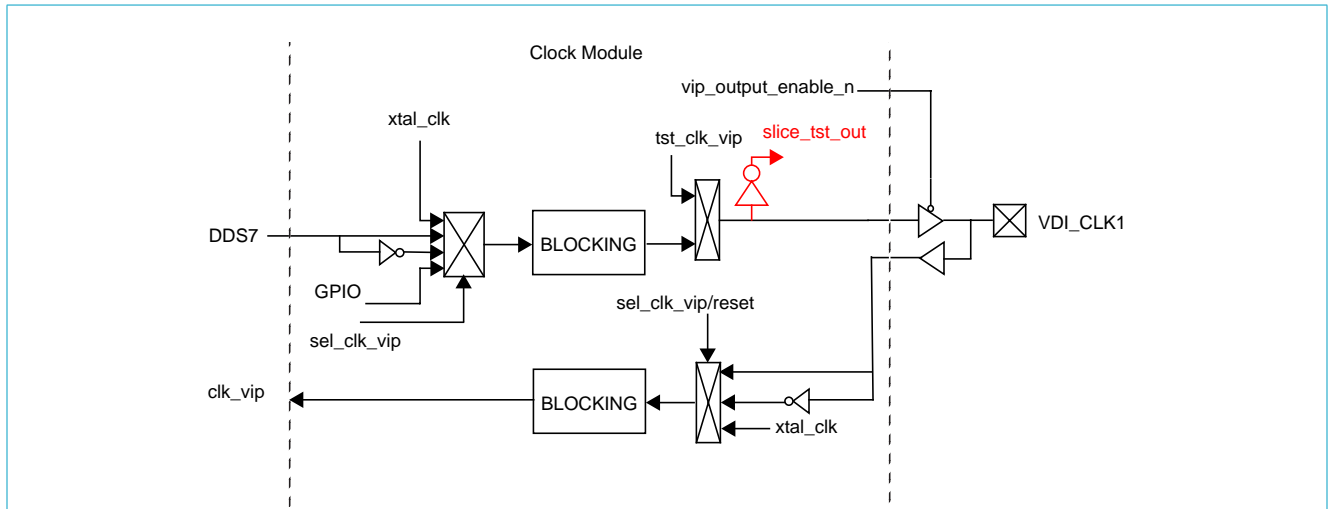 Clock Module
vip_output_enable_n
xtal_clk
tst_clk_vip
slice_tst_out
DDS7
BLOCKING
VDI_CLK1
GPIO
sel_clk_vip
sel_clk_vip/reset
clk_vip
BLOCKING
xtal_clk